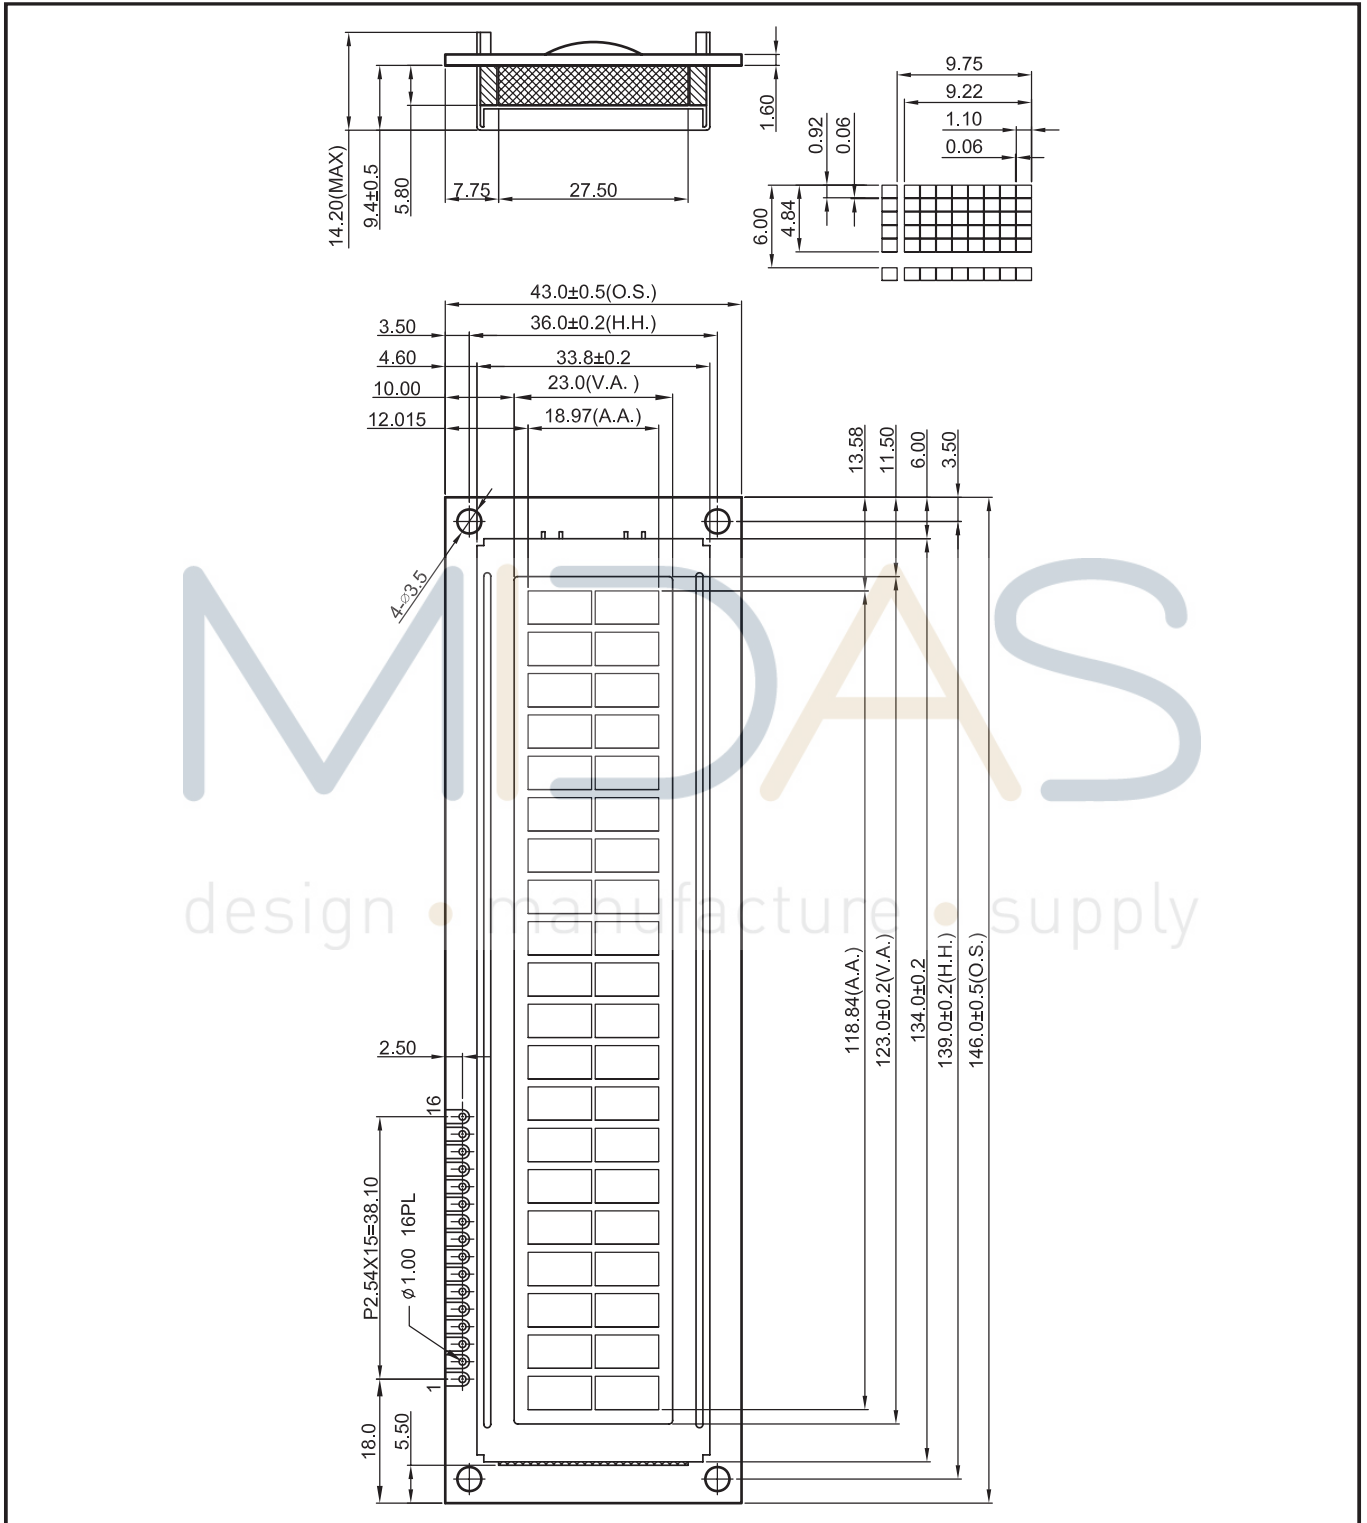 14.20(MAX)
9.4±0.5
5.80
7.75
27.50
1.60
9.75
9.22
1.10
0.06
0.92
0.06
6.00
4.84
43.0±0.5(O.S.)
3.50
36.0±0.2(H.H.)
4.60
33.8±0.2
10.00
23.0(V.A. )
12.015
18.97(A.A.)
13.58
11.50
6.00
3.50
4-⌀3.5
MIDAS
design • manufacture • supply
118.84(A.A.)
123.0±0.2(V.A.)
134.0±0.2
139.0±0.2(H.H.)
146.0±0.5(O.S.)
2.50
16
P2.54X15=38.10
⌀1.00 16PL
1
18.0
5.50